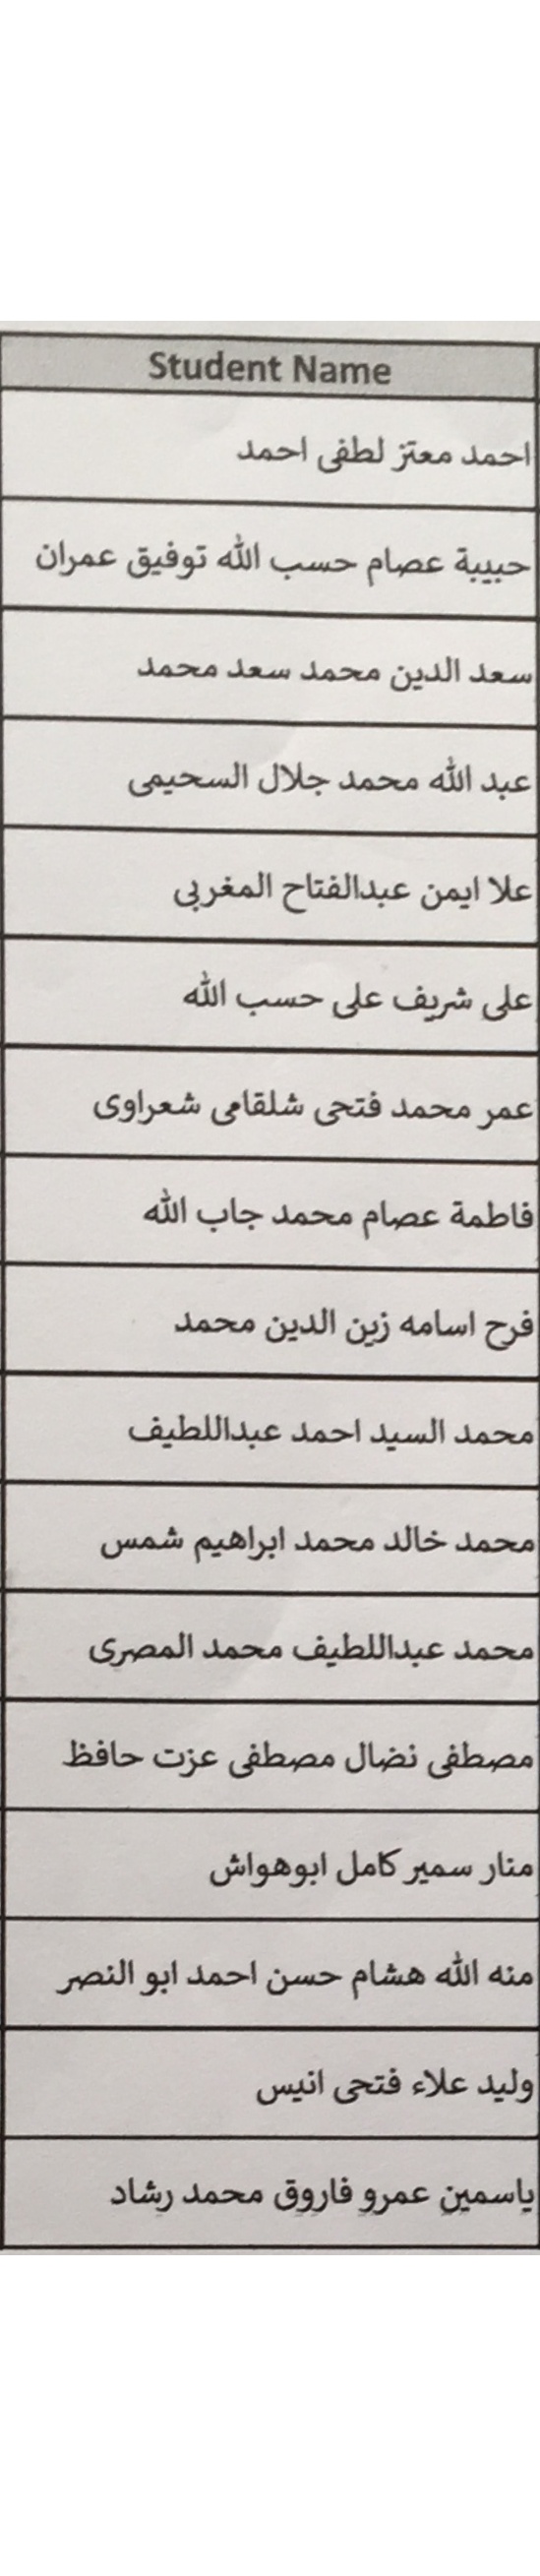 Student Name
احمد معتز لطفى احمد
حبيبة عصام حسب الله توفيق عمران
سعد الدين محمد سعد محمد
عبد الله محمد جلال السحيمى
علا ايمن عبدالفتاح المغربى
على شريف على حسب الله
عمر محمد فتحى شلقامى شعراوى
فاطمة عصام محمد جاب الله
فرح اسامه زين الدين محمد
محمد السيد احمد عبداللطيف
محمد خالد محمد ابراهيم شمس
محمد عبداللطيف محمد المصرى
مصطفى نضال مصطفى عزت حافظ
منار سمير كامل ابوهواش
منه الله هشام حسن احمد ابو النصر
وليد علاء فتحى انيس
ياسمين عمرو فاروق محمد رشاد